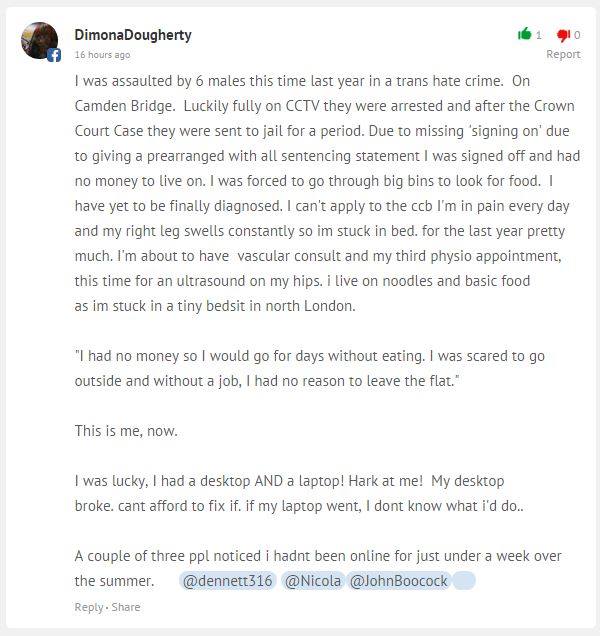 DimonaDougherty
1 0
16 hours ago
Report
I was assaulted by 6 males this time last year in a trans hate crime.  On
Camden Bridge.  Luckily fully on CCTV they were arrested and after the Crown
Court Case they were sent to jail for a period. Due to missing 'signing on' due
to giving a prearranged with all sentencing statement I was signed off and had
no money to live on. I was forced to go through big bins to look for food.  I
have yet to be finally diagnosed. I can't apply to the ccb I'm in pain every day
and my right leg swells constantly so im stuck in bed. for the last year pretty
much. I'm about to have  vascular consult and my third physio appointment,
this time for an ultrasound on my hips. i live on noodles and basic food
as im stuck in a tiny bedsit in north London.
"I had no money so I would go for days without eating. I was scared to go
outside and without a job, I had no reason to leave the flat."
This is me, now.
I was lucky, I had a desktop AND a laptop! Hark at me!  My desktop
broke. cant afford to fix if. if my laptop went, I dont know what i'd do..
A couple of three ppl noticed i hadnt been online for just under a week over
the summer. @dennett316 @Nicola @JohnBoocock
Reply • Share